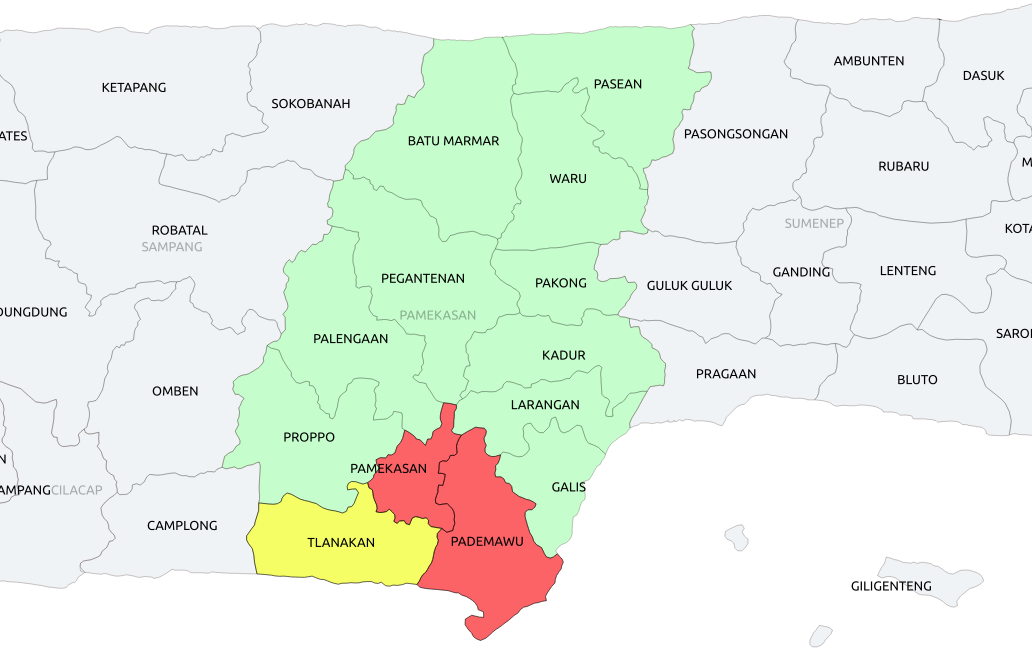 AMBUNTEN
DASUK
KETAPANG
PASEAN
SOKOBANAH
ATES
PASONGSONGAN
BATU MARMAR
M
RUBARU
WARU
SUMENEP
ROBATAL
KOTA
SAMPANG
GANDING
LENTENG
PEGANTENAN
PAKONG
GULUK GULUK
DUNGDUNG
PAMEKASAN
SARO
PALENGAAN
KADUR
PRAGAAN
BLUTO
OMBEN
LARANGAN
PROPPO
N
PAMEKASAN
GALIS
AMPANG
CILACAP
CAMPLONG
TLANAKAN
PADEMAWU
GILIGENTENG